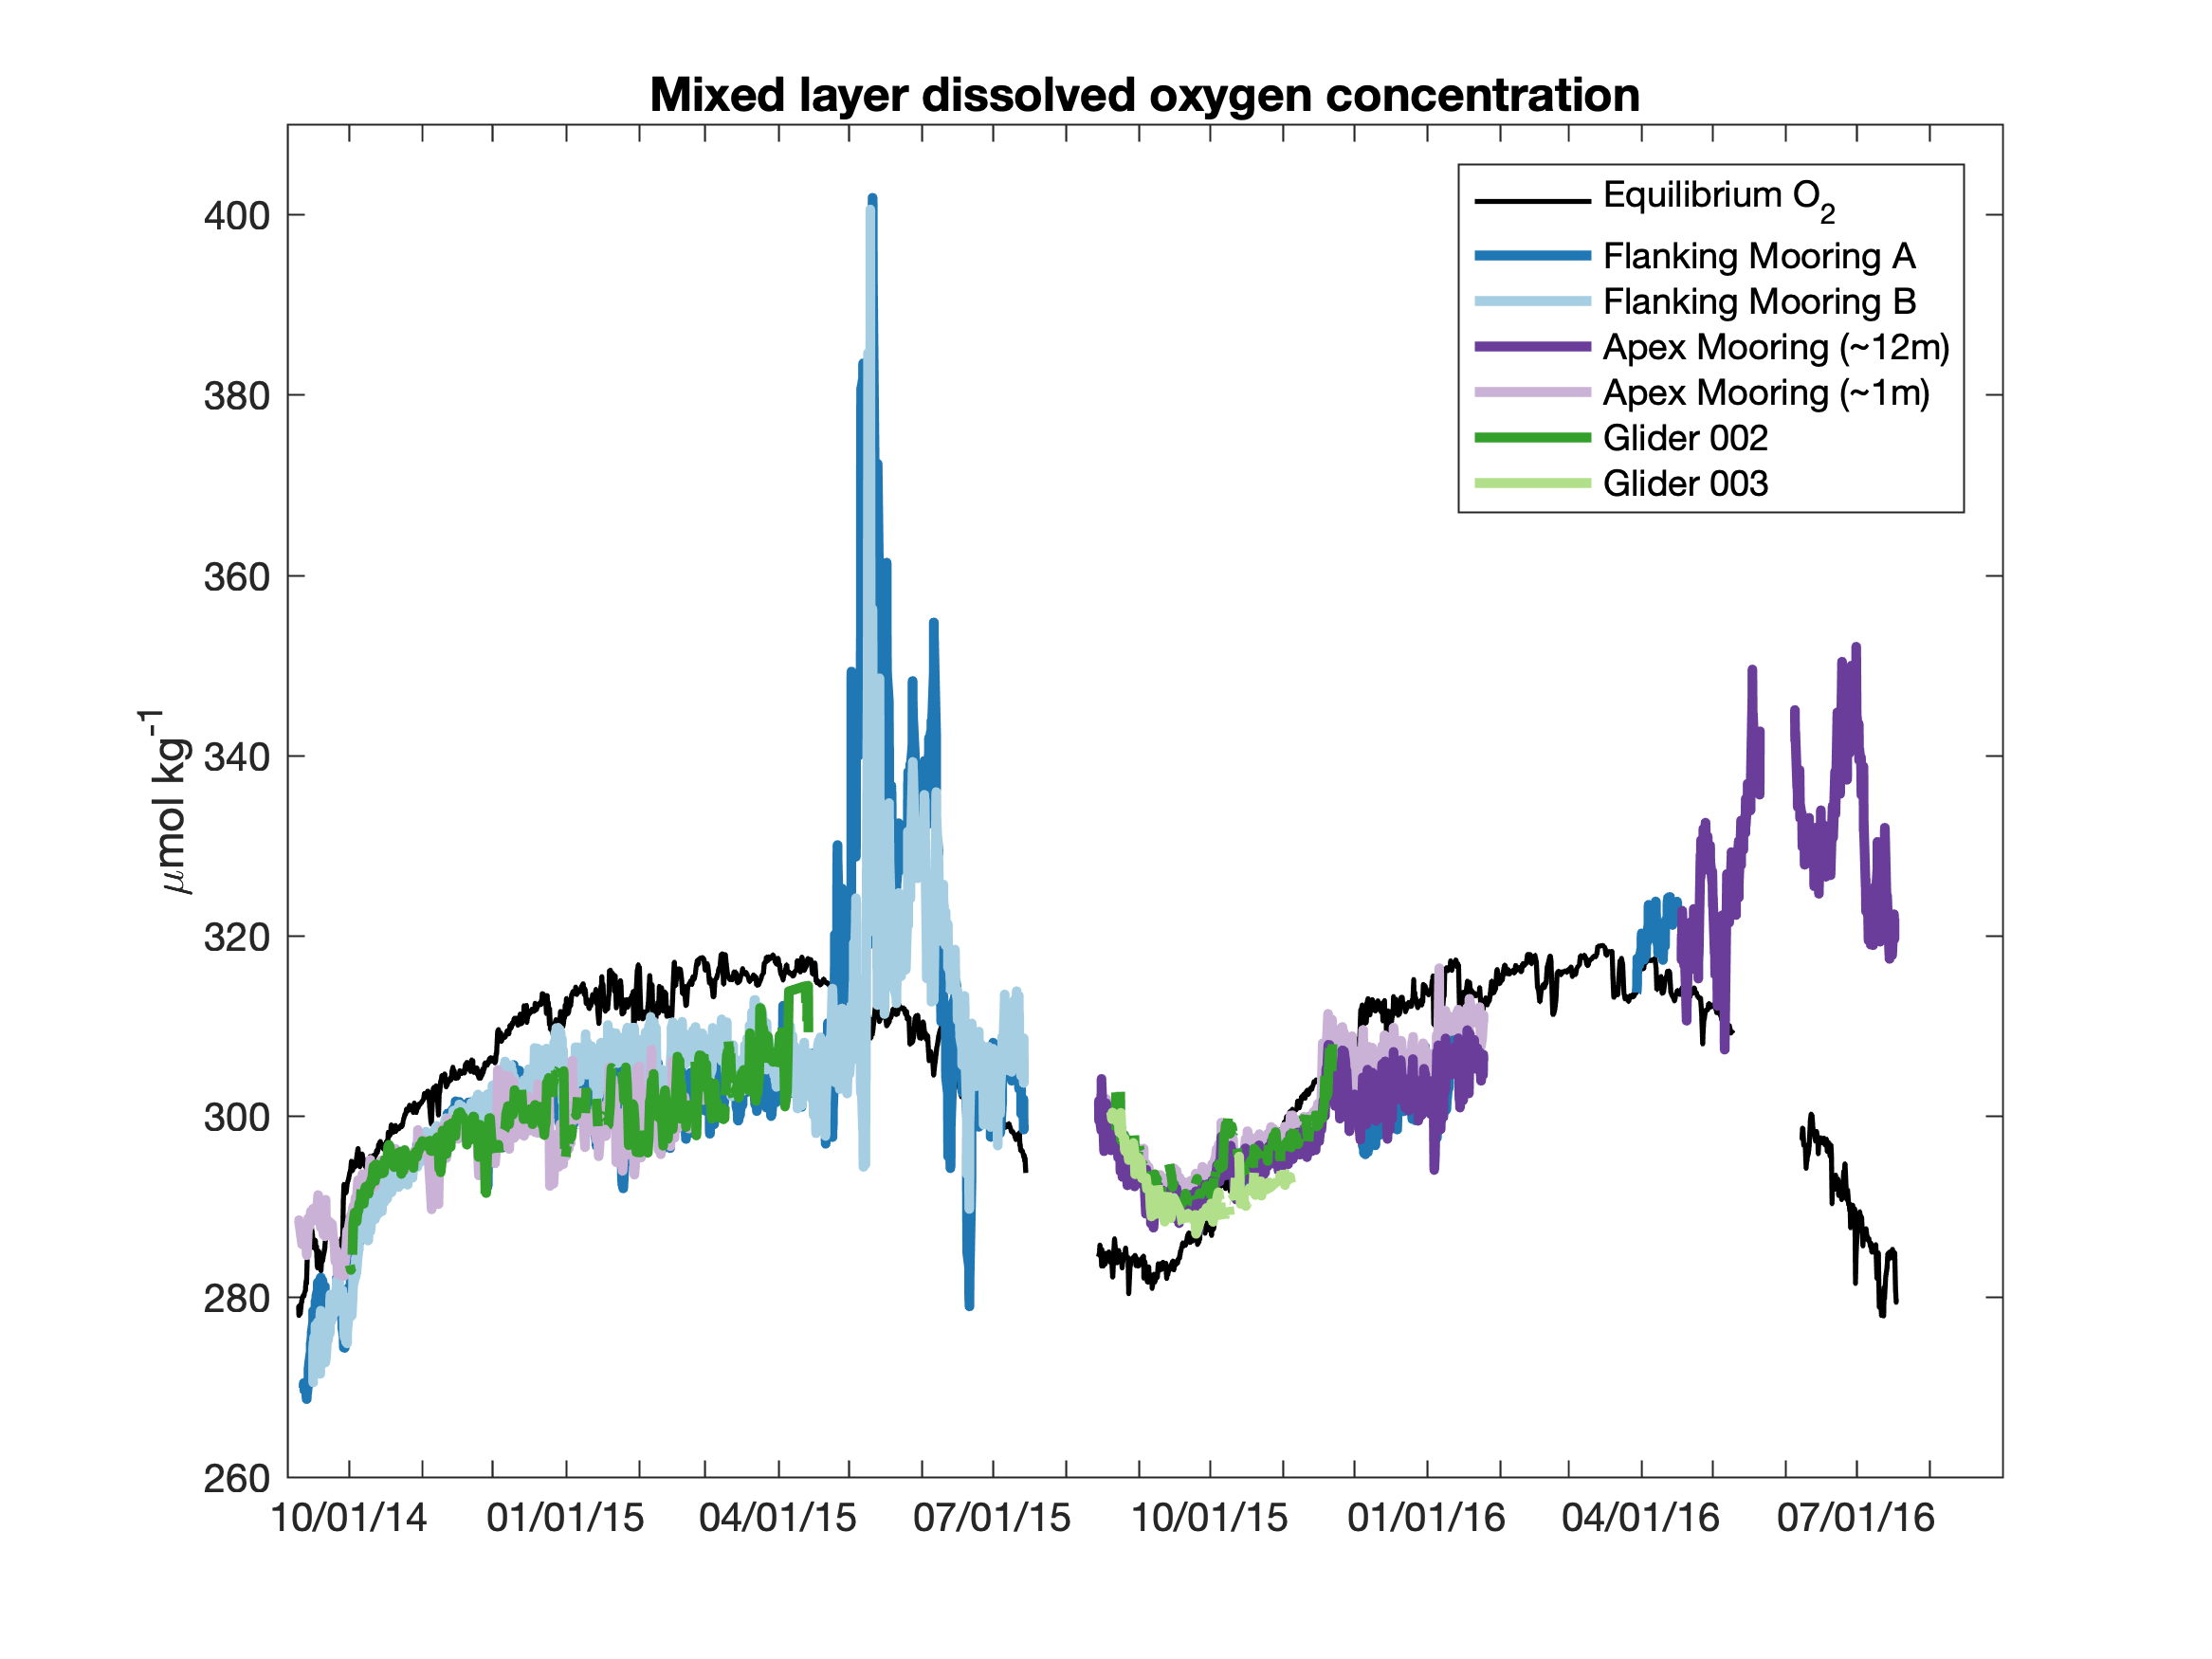 Mixed layer dissolved oxygen concentration
Equilibrium O2
Flanking Mooring A
Flanking Mooring B
Apex Mooring (~12m)
Apex Mooring (~1m)
Glider 002
Glider 003
μmol kg-1
400
380
360
340
320
300
280
260
10/01/14 01/01/15 04/01/15 07/01/15 10/01/15 01/01/16 04/01/16 07/01/16